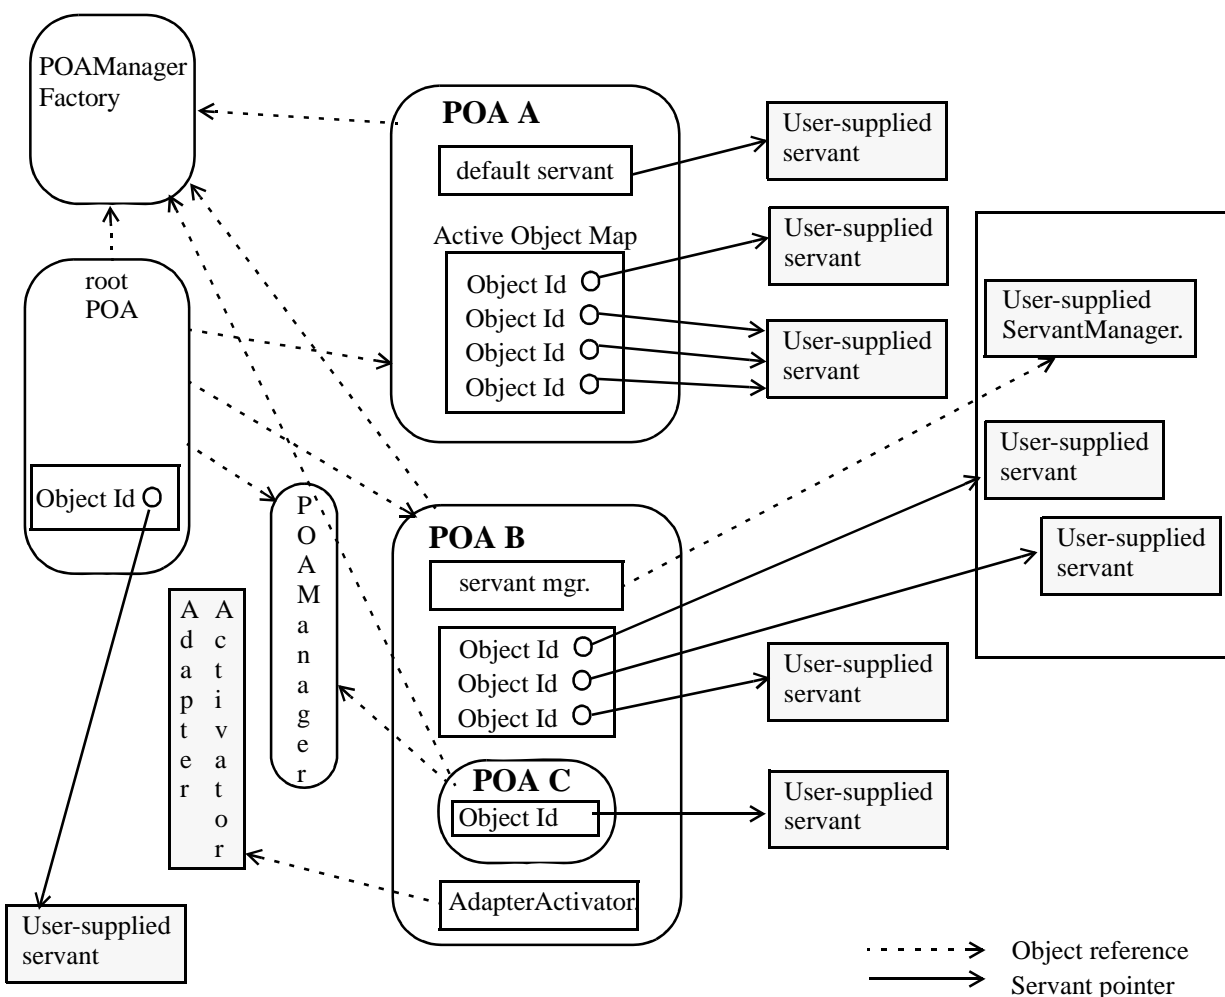 POAManager
Factory
POA A
default servant
Active Object Map
Object Id
Object Id
Object Id
Object Id
User-supplied
servant
User-supplied
servant
User-supplied
servant
root
POA
Object Id
POAManager
Adapter
Activator
POA B
servant mgr.
Object Id
Object Id
Object Id
POA C
Object Id
AdapterActivator.
User-supplied
ServantManager.
User-supplied
servant
User-supplied
servant
User-supplied
servant
User-supplied
servant
User-supplied
servant
Object reference
Servant pointer